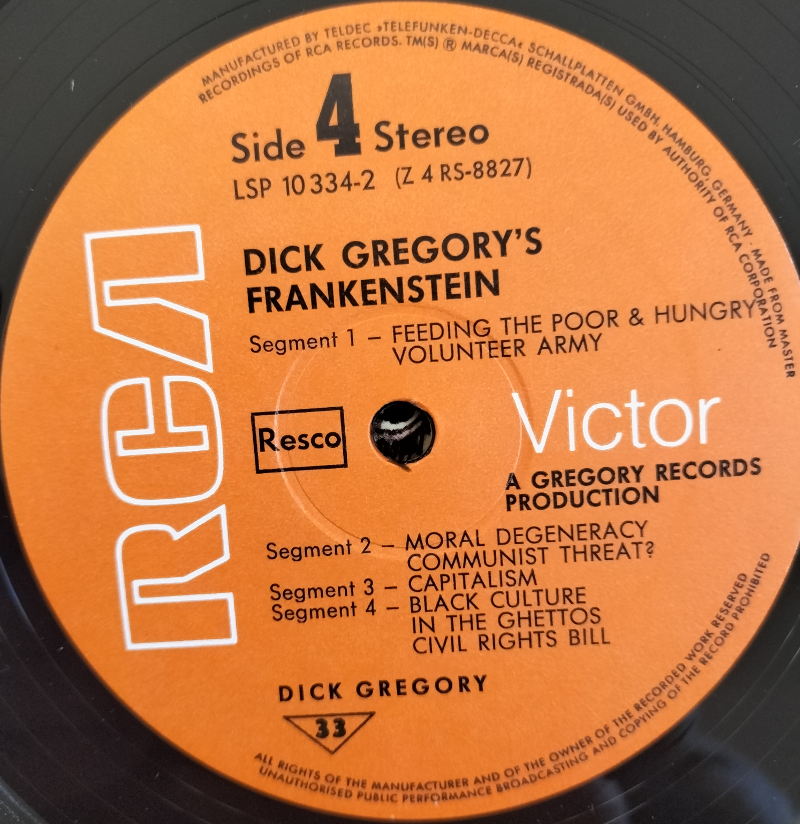 MANUFACTURED BY TELDEC »TELEFUNKEN-DECCA« SCHALLPLATTEN GMBH, HAMBURG, GERMANY · MADE FROM MASTER
RECORDINGS OF RCA RECORDS. TM(S) ® MARCA(S) REGISTRADA(S) USED BY AUTHORITY OF RCA CORPORATION
Side 4 Stereo
LSP 10334-2 (Z 4 RS-8827)
RCA
DICK GREGORY'S
FRANKENSTEIN
Segment 1 – FEEDING THE POOR & HUNGRY
VOLUNTEER ARMY
Resco
Victor
A GREGORY RECORDS
PRODUCTION
Segment 2 – MORAL DEGENERACY
COMMUNIST THREAT?
Segment 3 – CAPITALISM
Segment 4 – BLACK CULTURE
IN THE GHETTOS
CIVIL RIGHTS BILL
DICK GREGORY
33
ALL RIGHTS OF THE MANUFACTURER AND OF THE OWNER OF THE RECORDED WORK RESERVED
UNAUTHORISED PUBLIC PERFORMANCE BROADCASTING AND COPYING OF THE RECORD PROHIBITED